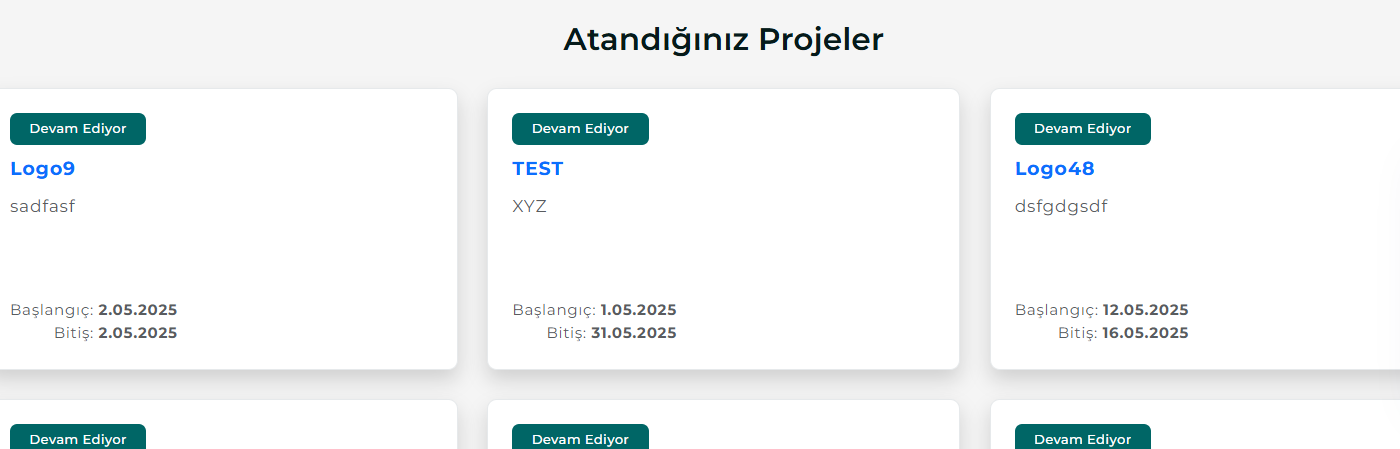 Atandığınız Projeler
Devam Ediyor
Logo9
sadfasf
Başlangıç: 2.05.2025
Bitiş: 2.05.2025
Devam Ediyor
TEST
XYZ
Başlangıç: 1.05.2025
Bitiş: 31.05.2025
Devam Ediyor
Logo48
dsfgdgsdf
Başlangıç: 12.05.2025
Bitiş: 16.05.2025
Devam Ediyor
Devam Ediyor
Devam Ediyor